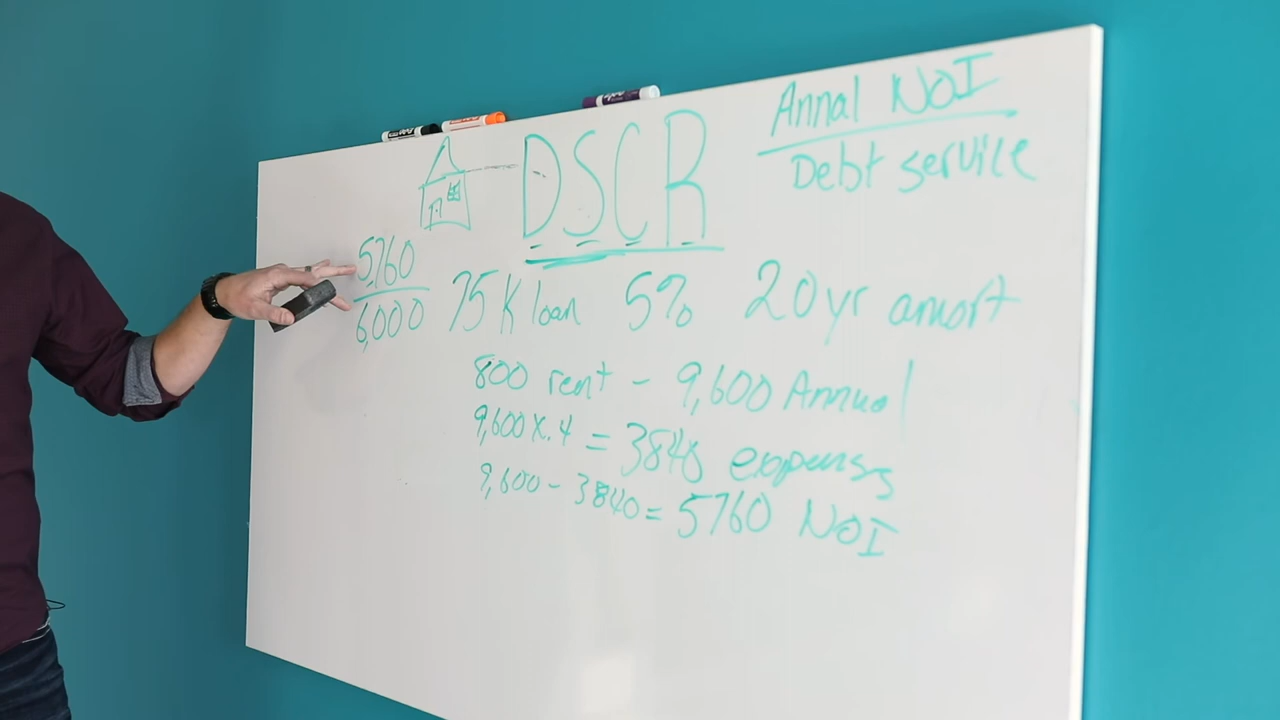 Annal NOI
Debt service
DSCR
5760
6,000
75K loan 5% 20yr amort
800 rent - 9,600 Annual
9,600 x .4 = 3840 expenses
9,600 - 3840 = 5760 NOI